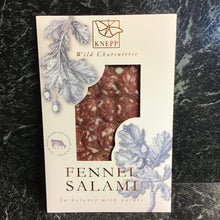 KNEPP
Wild Charcuterie
FENNEL
SALAMI
In balance with nature